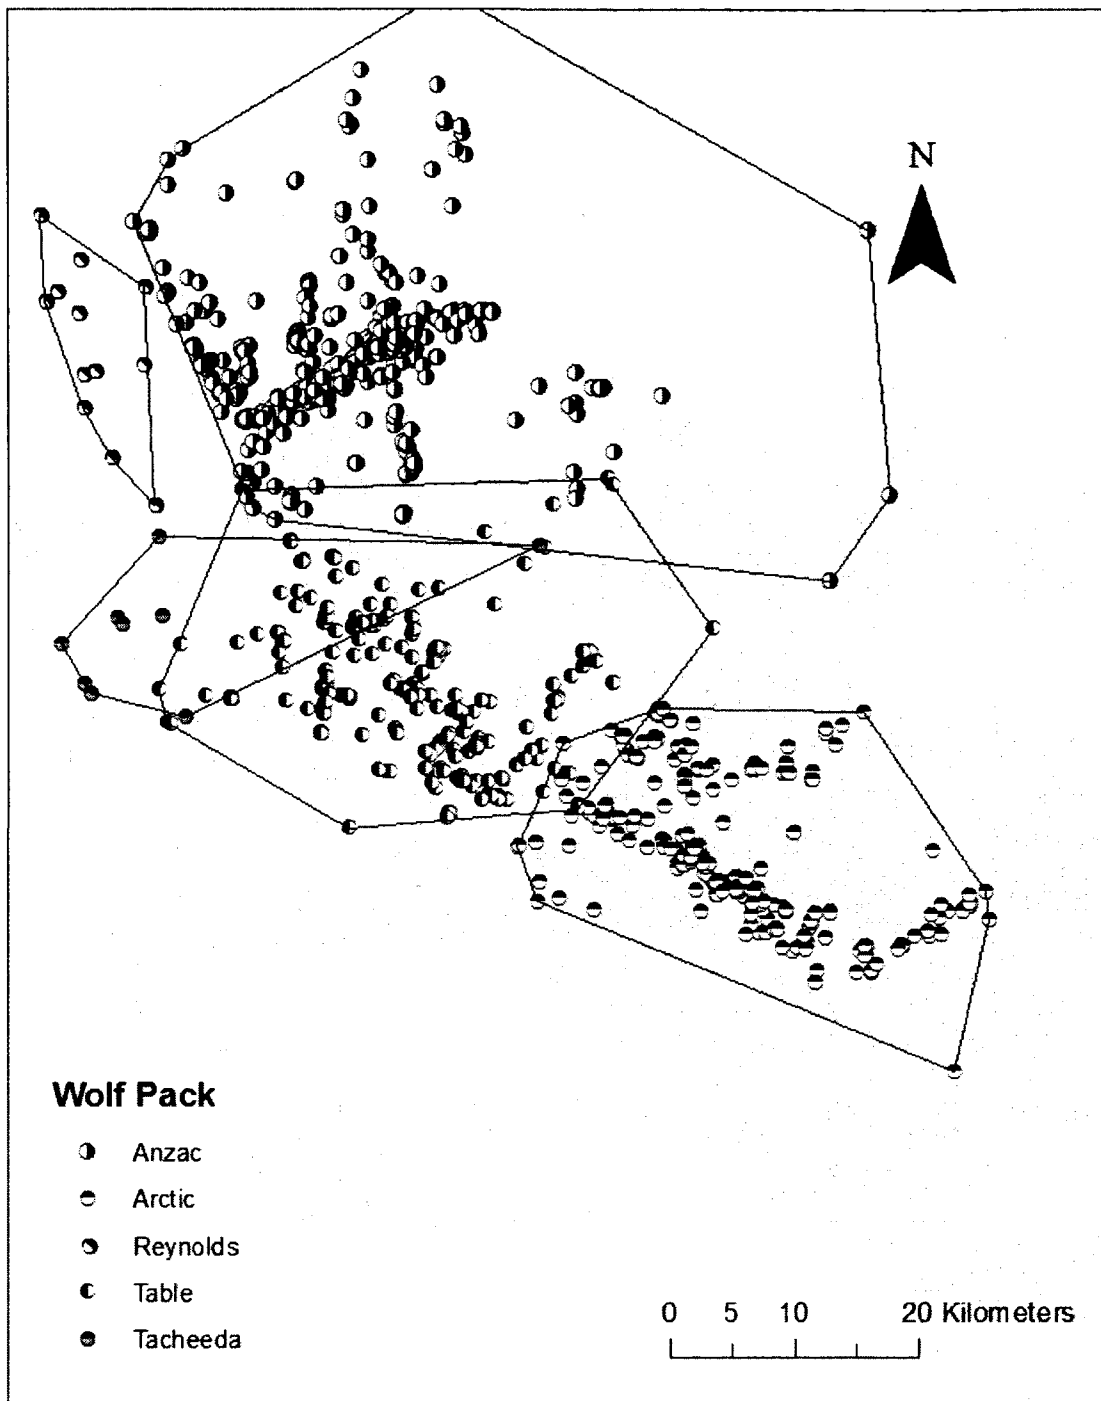 N
Wolf Pack
Anzac
Arctic
Reynolds
Table
Tacheeda
0 5 10 20 Kilometers